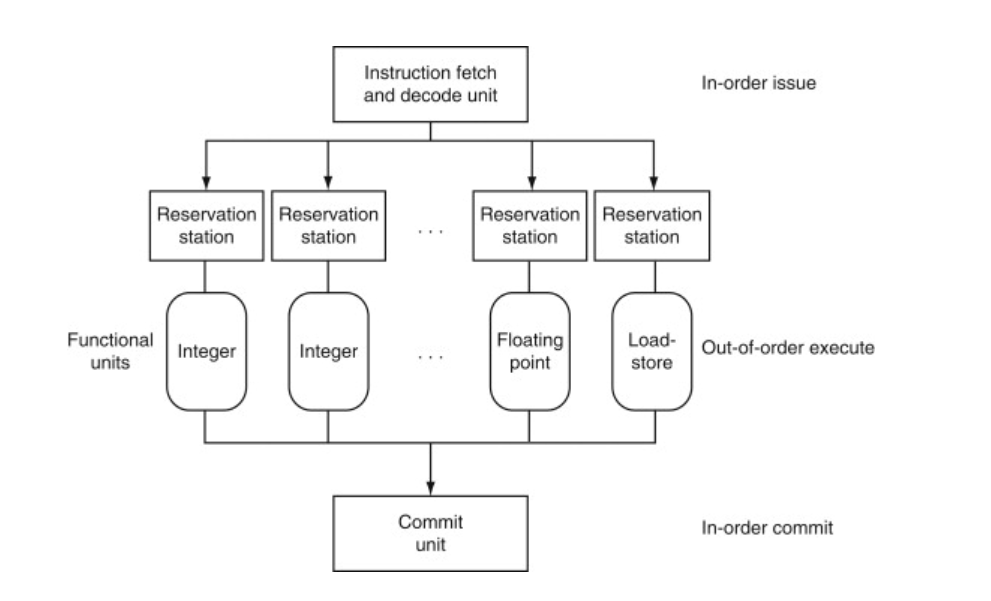 Instruction fetch
and decode unit
In-order issue
Reservation
station
Reservation
station
. . .
Reservation
station
Reservation
station
Functional
units
Integer
Integer
. . .
Floating
point
Load-
store
Out-of-order execute
Commit
unit
In-order commit